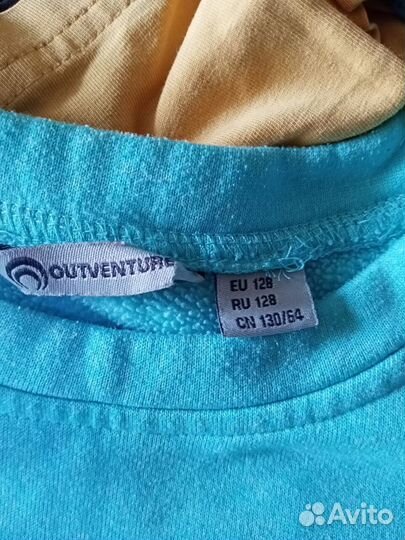 OUTVENTURE
EU 128
RU 128
CN 130/64
Avito